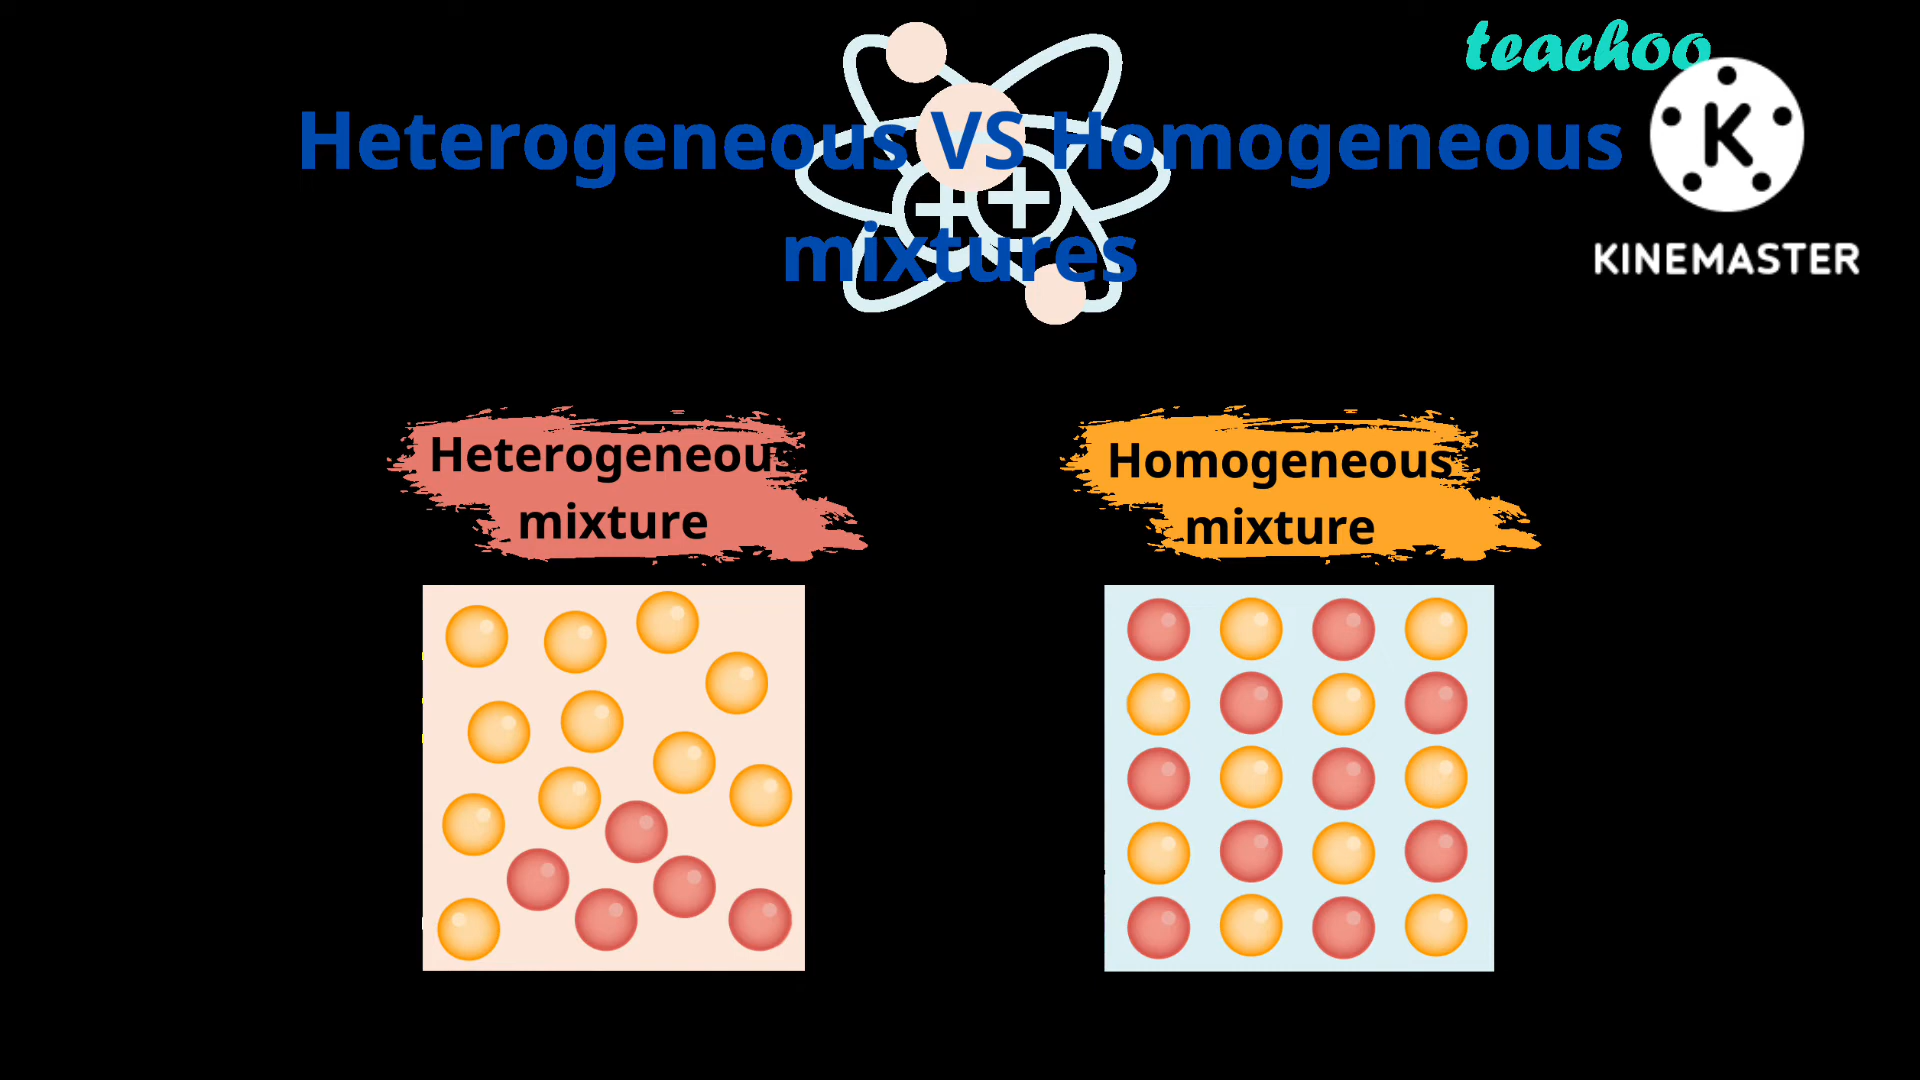 teachoo
Heterogeneous VS Homogeneous
mixtures
K
KINEMASTER
Heterogeneous
mixture
Homogeneous
mixture